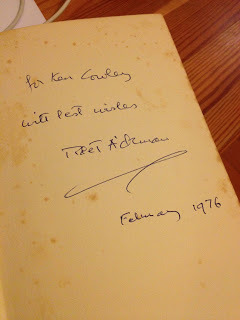 for Ken Cowley
with best wishes
February 1976